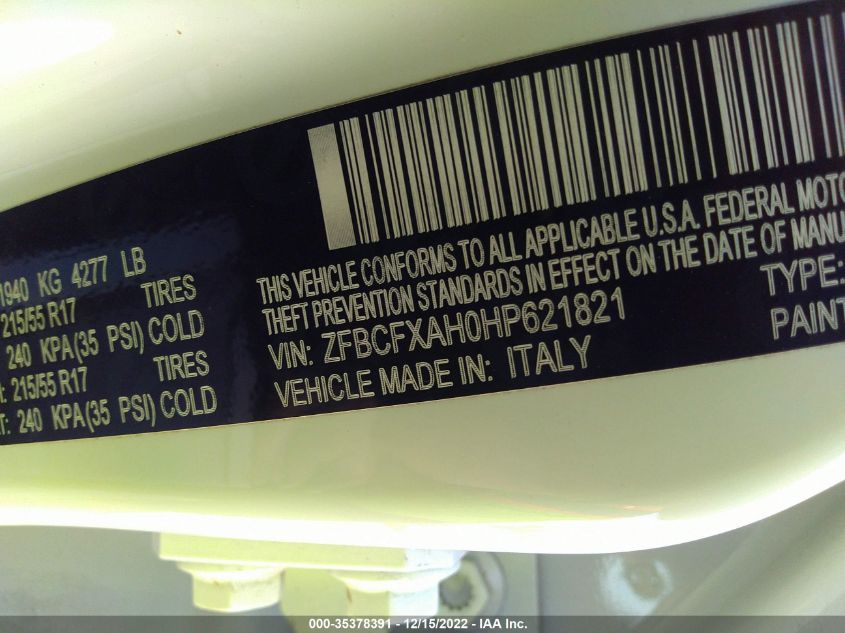 1940 KG 4277 LB
215/55 R17 TIRES
240 KPA(35 PSI) COLD
215/55 R17 TIRES
240 KPA(35 PSI) COLD
THIS VEHICLE CONFORMS TO ALL APPLICABLE U.S.A. FEDERAL
THEFT PREVENTION STANDARDS IN EFFECT ON THE DATE OF
VIN: ZFBCFXAH0HP621821 TYPE:
VEHICLE MADE IN: ITALY PAINT
000-35378391 - 12/15/2022 - IAA Inc.